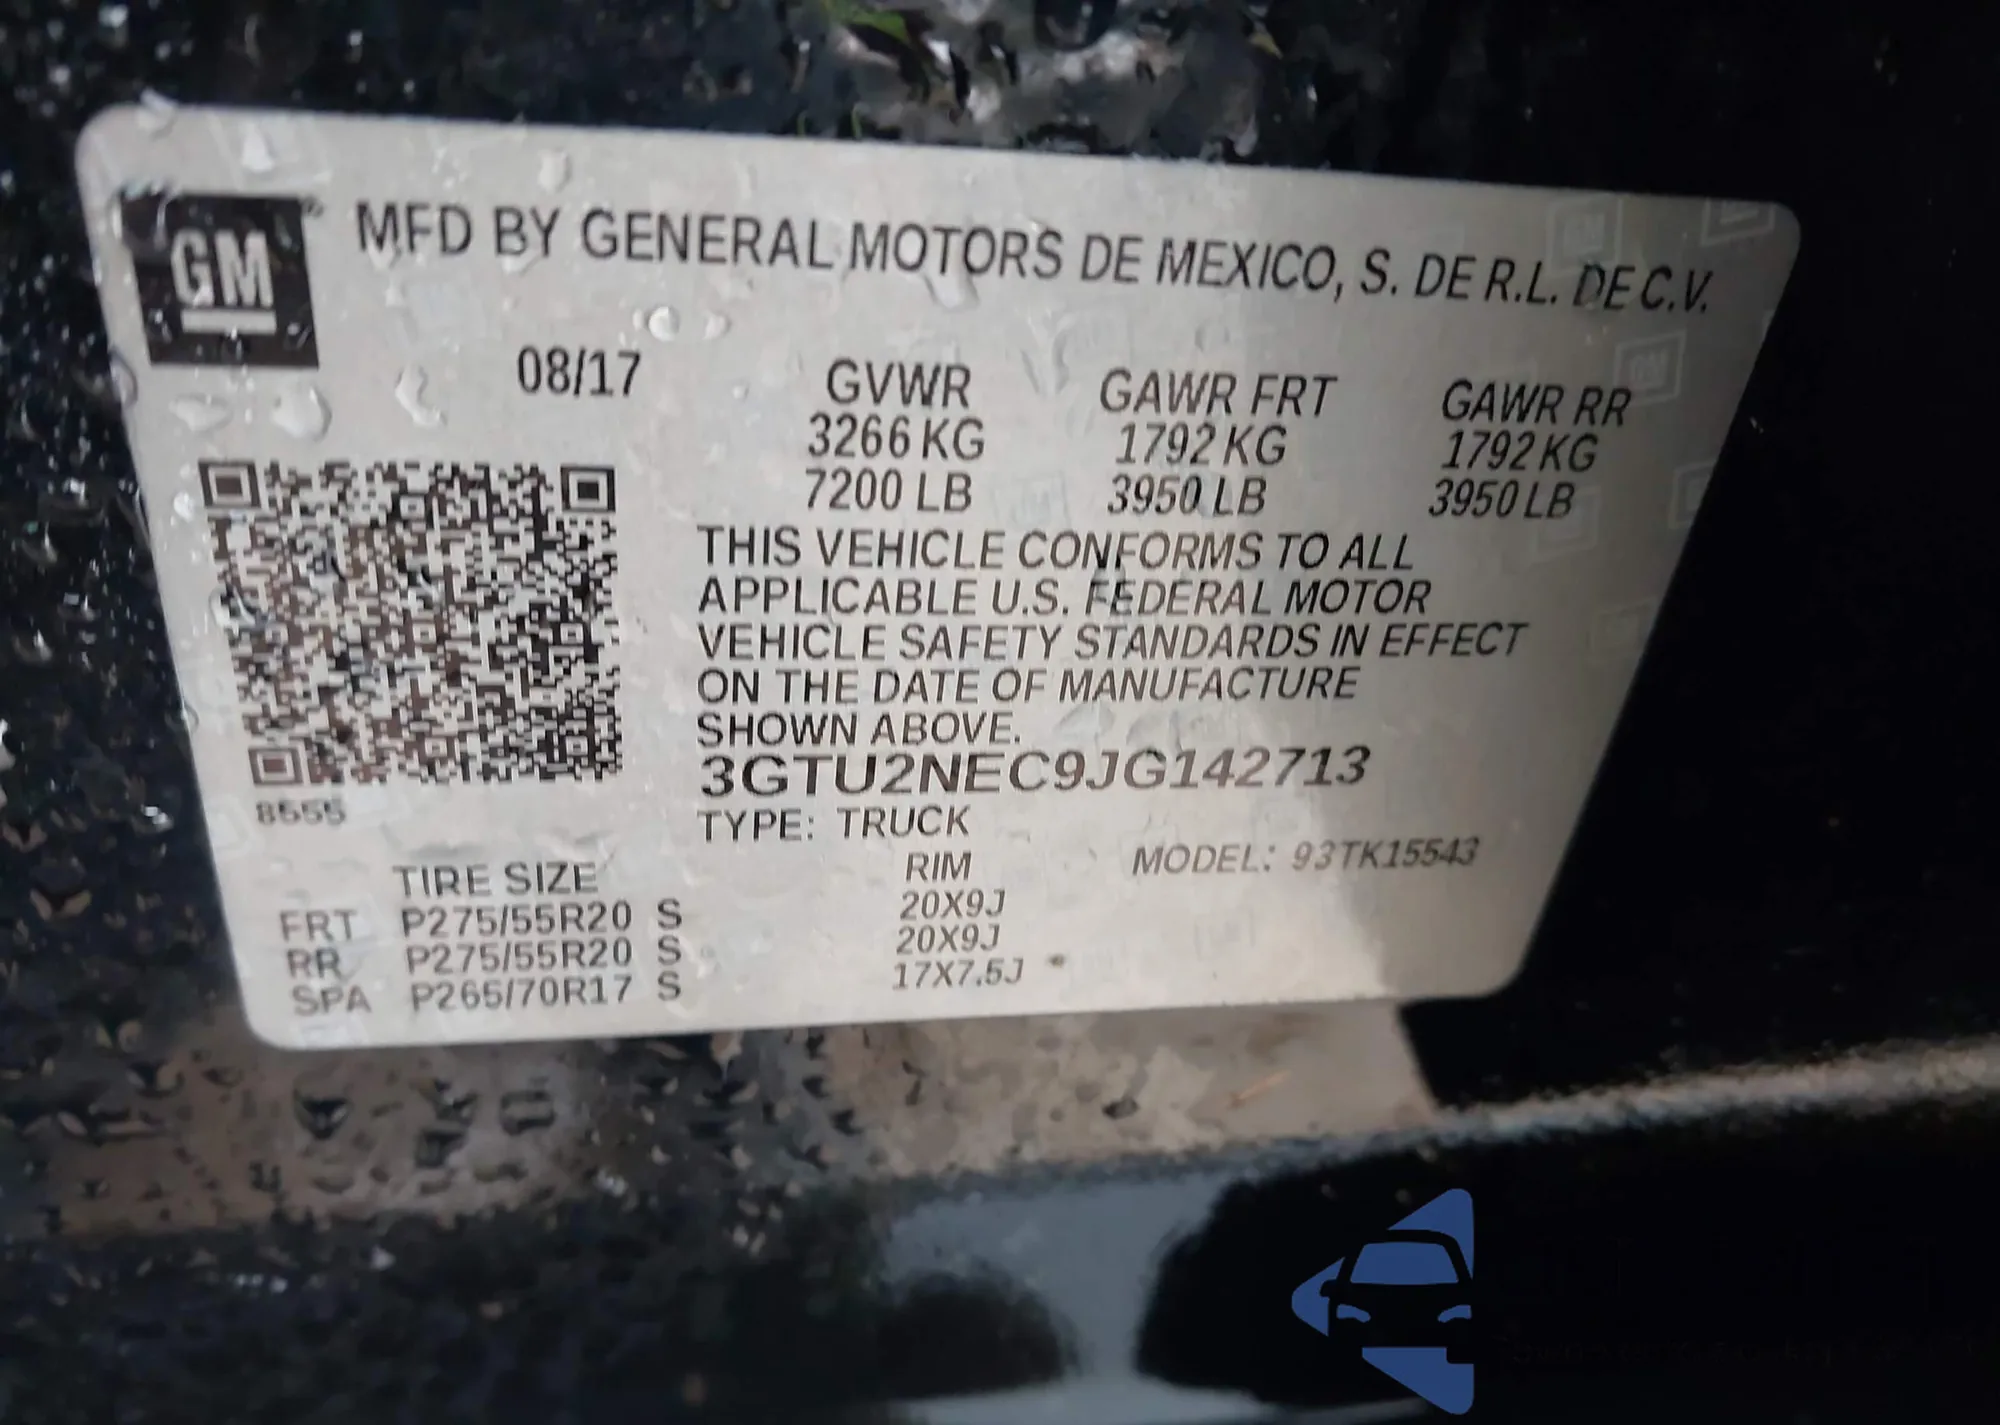 GM
MFD BY GENERAL MOTORS DE MEXICO, S. DE R.L. DE C.V.
08/17
GVWR GAWR FRT GAWR RR
3266 KG 1792 KG 1792 KG
7200 LB 3950 LB 3950 LB
THIS VEHICLE CONFORMS TO ALL
APPLICABLE U.S. FEDERAL MOTOR
VEHICLE SAFETY STANDARDS IN EFFECT
ON THE DATE OF MANUFACTURE
SHOWN ABOVE.
3GTU2NEC9JG142713
8555
TYPE: TRUCK
MODEL: 93TK15543
TIRE SIZE RIM
FRT P275/55R20 S 20X9J
RR P275/55R20 S 20X9J
SPA P265/70R17 S 17X7.5J